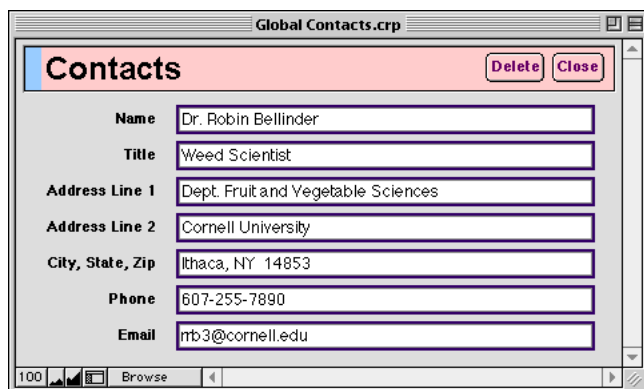 Global Contacts.crp
Contacts
Delete Close
Name Dr. Robin Bellinder
Title Weed Scientist
Address Line 1 Dept. Fruit and Vegetable Sciences
Address Line 2 Cornell University
City, State, Zip Ithaca, NY  14853
Phone 607-255-7890
Email rrb3@cornell.edu
100 Browse